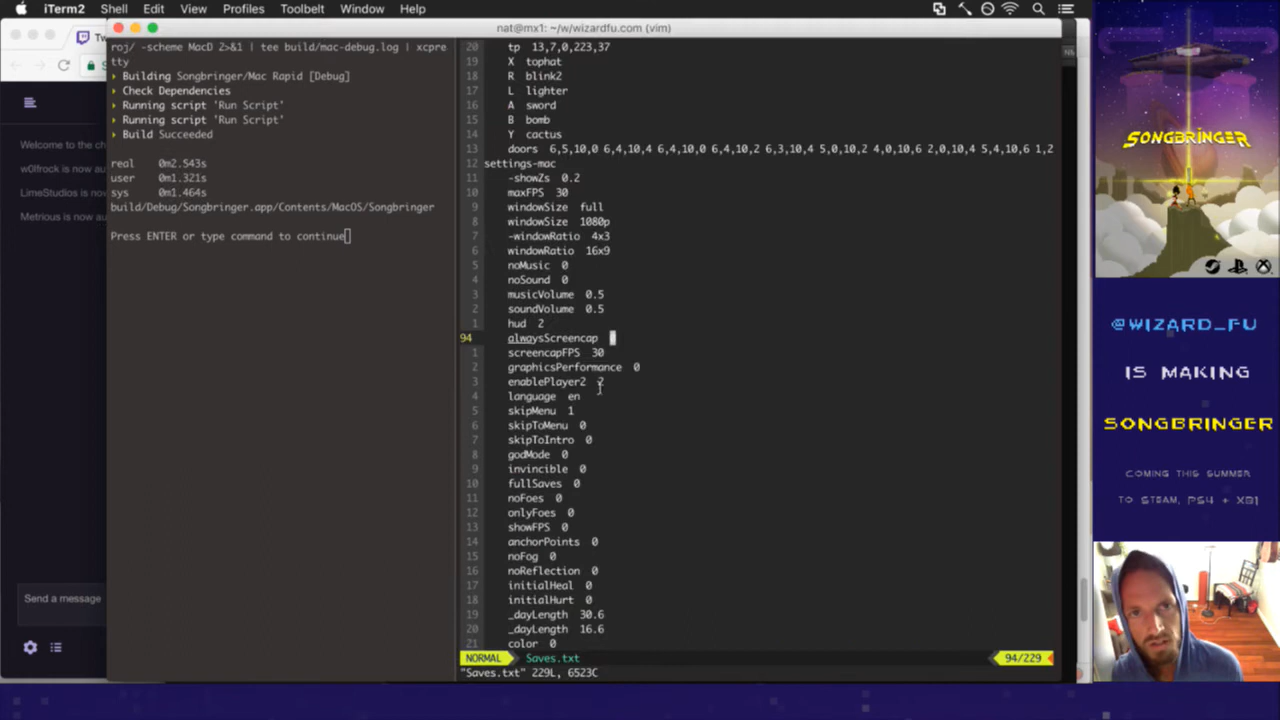 iTerm2 Shell Edit View Profiles Toolbelt Window Help
nat@mx1: ~/w/wizardfu.com (vim)
Tw
S
Welcome to the ch
w0lfrock is now au
LimeStudios is now
Metrious is now au
Send a message
roj/ -scheme MacD 2>&1 | tee build/mac-debug.log | xcpre
tty
Building Songbringer/Mac Rapid [Debug]
Check Dependencies
Running script 'Run Script'
Running script 'Run Script'
Build Succeeded
real 0m2.543s
user 0m1.321s
sys 0m1.464s
build/Debug/Songbringer.app/Contents/MacOS/Songbringer
Press ENTER or type command to continue
20 tp 13,7,0,223,37
19 X tophat
18 R blink2
17 L lighter
16 A sword
15 B bomb
14 Y cactus
13 doors 6,5,10,0 6,4,10,4 6,4,10,0 6,4,10,2 6,3,10,4 5,0,10,2 4,0,10,6 2,0,10,4 5,4,10,6 1,2
12 settings-mac
11 -showZs 0.2
10 maxFPS 30
9 windowSize full
8 windowSize 1080p
7 -windowRatio 4x3
6 windowRatio 16x9
5 noMusic 0
4 noSound 0
3 musicVolume 0.5
2 soundVolume 0.5
1 hud 2
94 alwaysScreencap
1 screencapFPS 30
2 graphicsPerformance 0
3 enablePlayer2 2
4 language en
5 skipMenu 1
6 skipToMenu 0
7 skipToIntro 0
8 godMode 0
9 invincible 0
10 fullSaves 0
11 noFoes 0
12 onlyFoes 0
13 showFPS 0
14 anchorPoints 0
15 noFog 0
16 noReflection 0
17 initialHeal 0
18 initialHurt 0
19 _dayLength 30.6
20 _dayLength 16.6
21 color 0
NORMAL Saves.txt 94/229
"Saves.txt" 229L, 6523C
SONGBRINGER
@WIZARD_FU
IS MAKING
SONGBRINGER
COMING THIS SUMMER
TO STEAM, PS4 + XB1